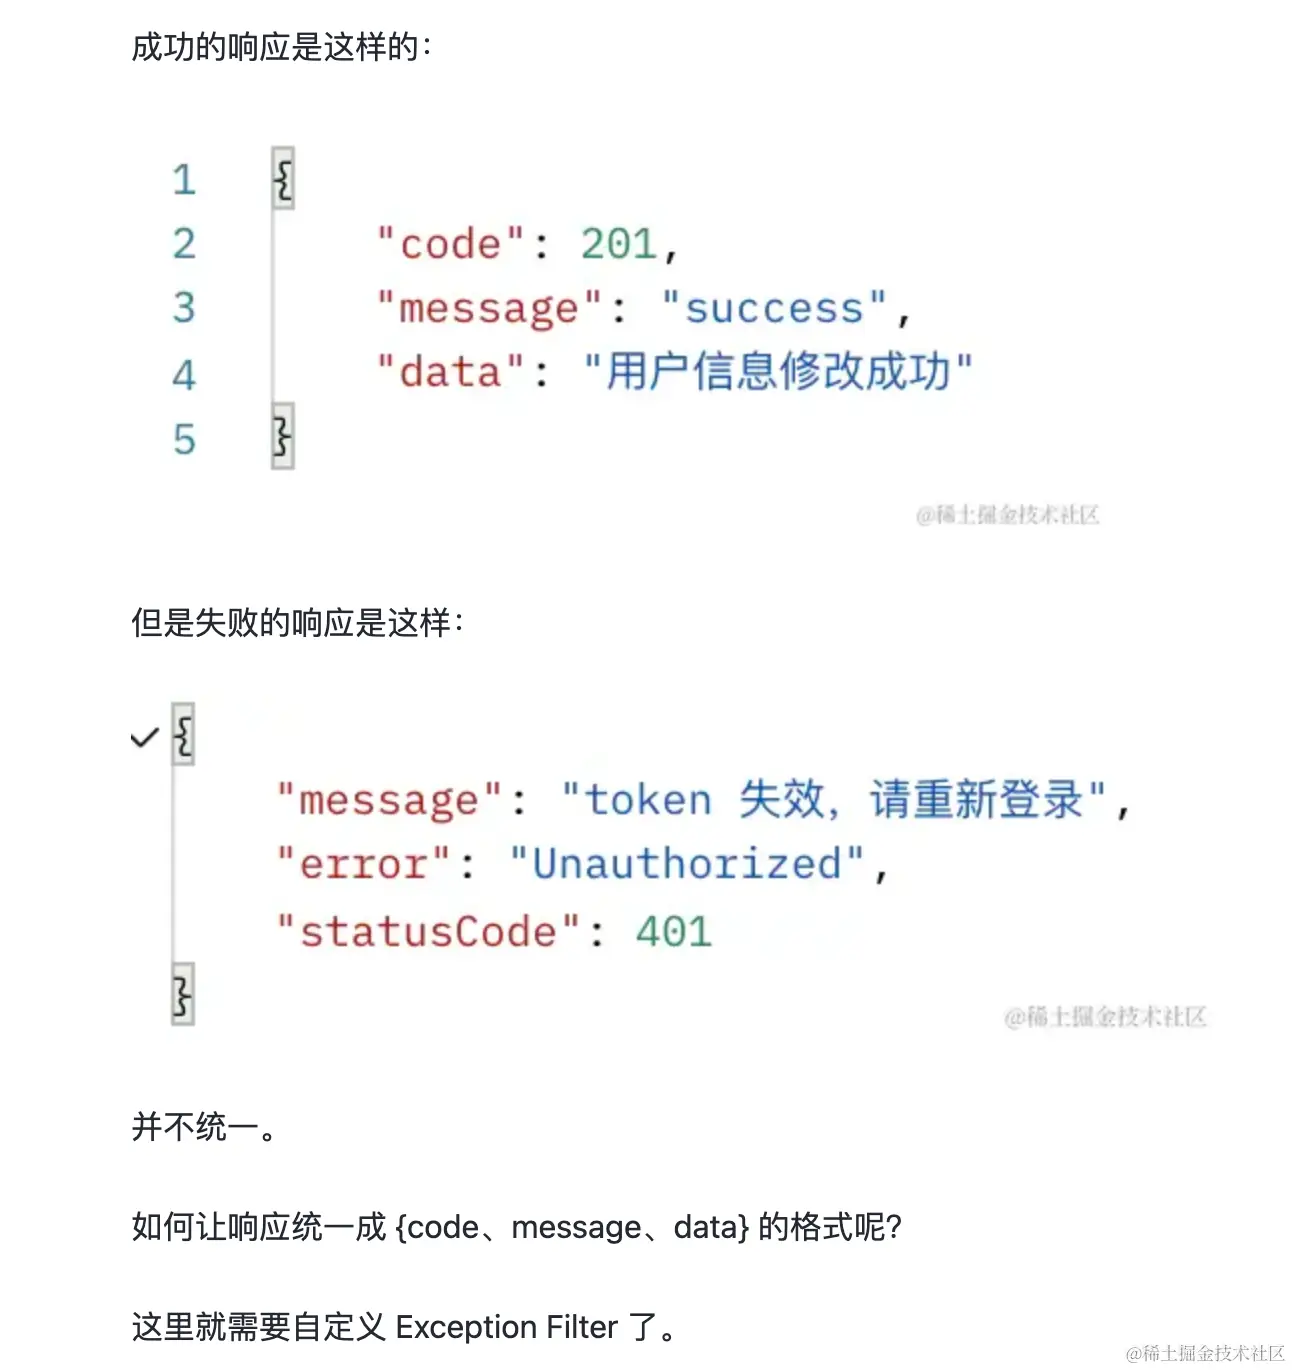 成功的响应是这样的：
1 {
2 "code": 201,
3 "message": "success",
4 "data": "用户信息修改成功"
5 }
@稀土掘金技术社区
但是失败的响应是这样：
{
"message": "token 失效，请重新登录",
"error": "Unauthorized",
"statusCode": 401
}
@稀土掘金技术社区
并不统一。
如何让响应统一成 {code、message、data} 的格式呢？
这里就需要自定义 Exception Filter 了。
@稀土掘金技术社区